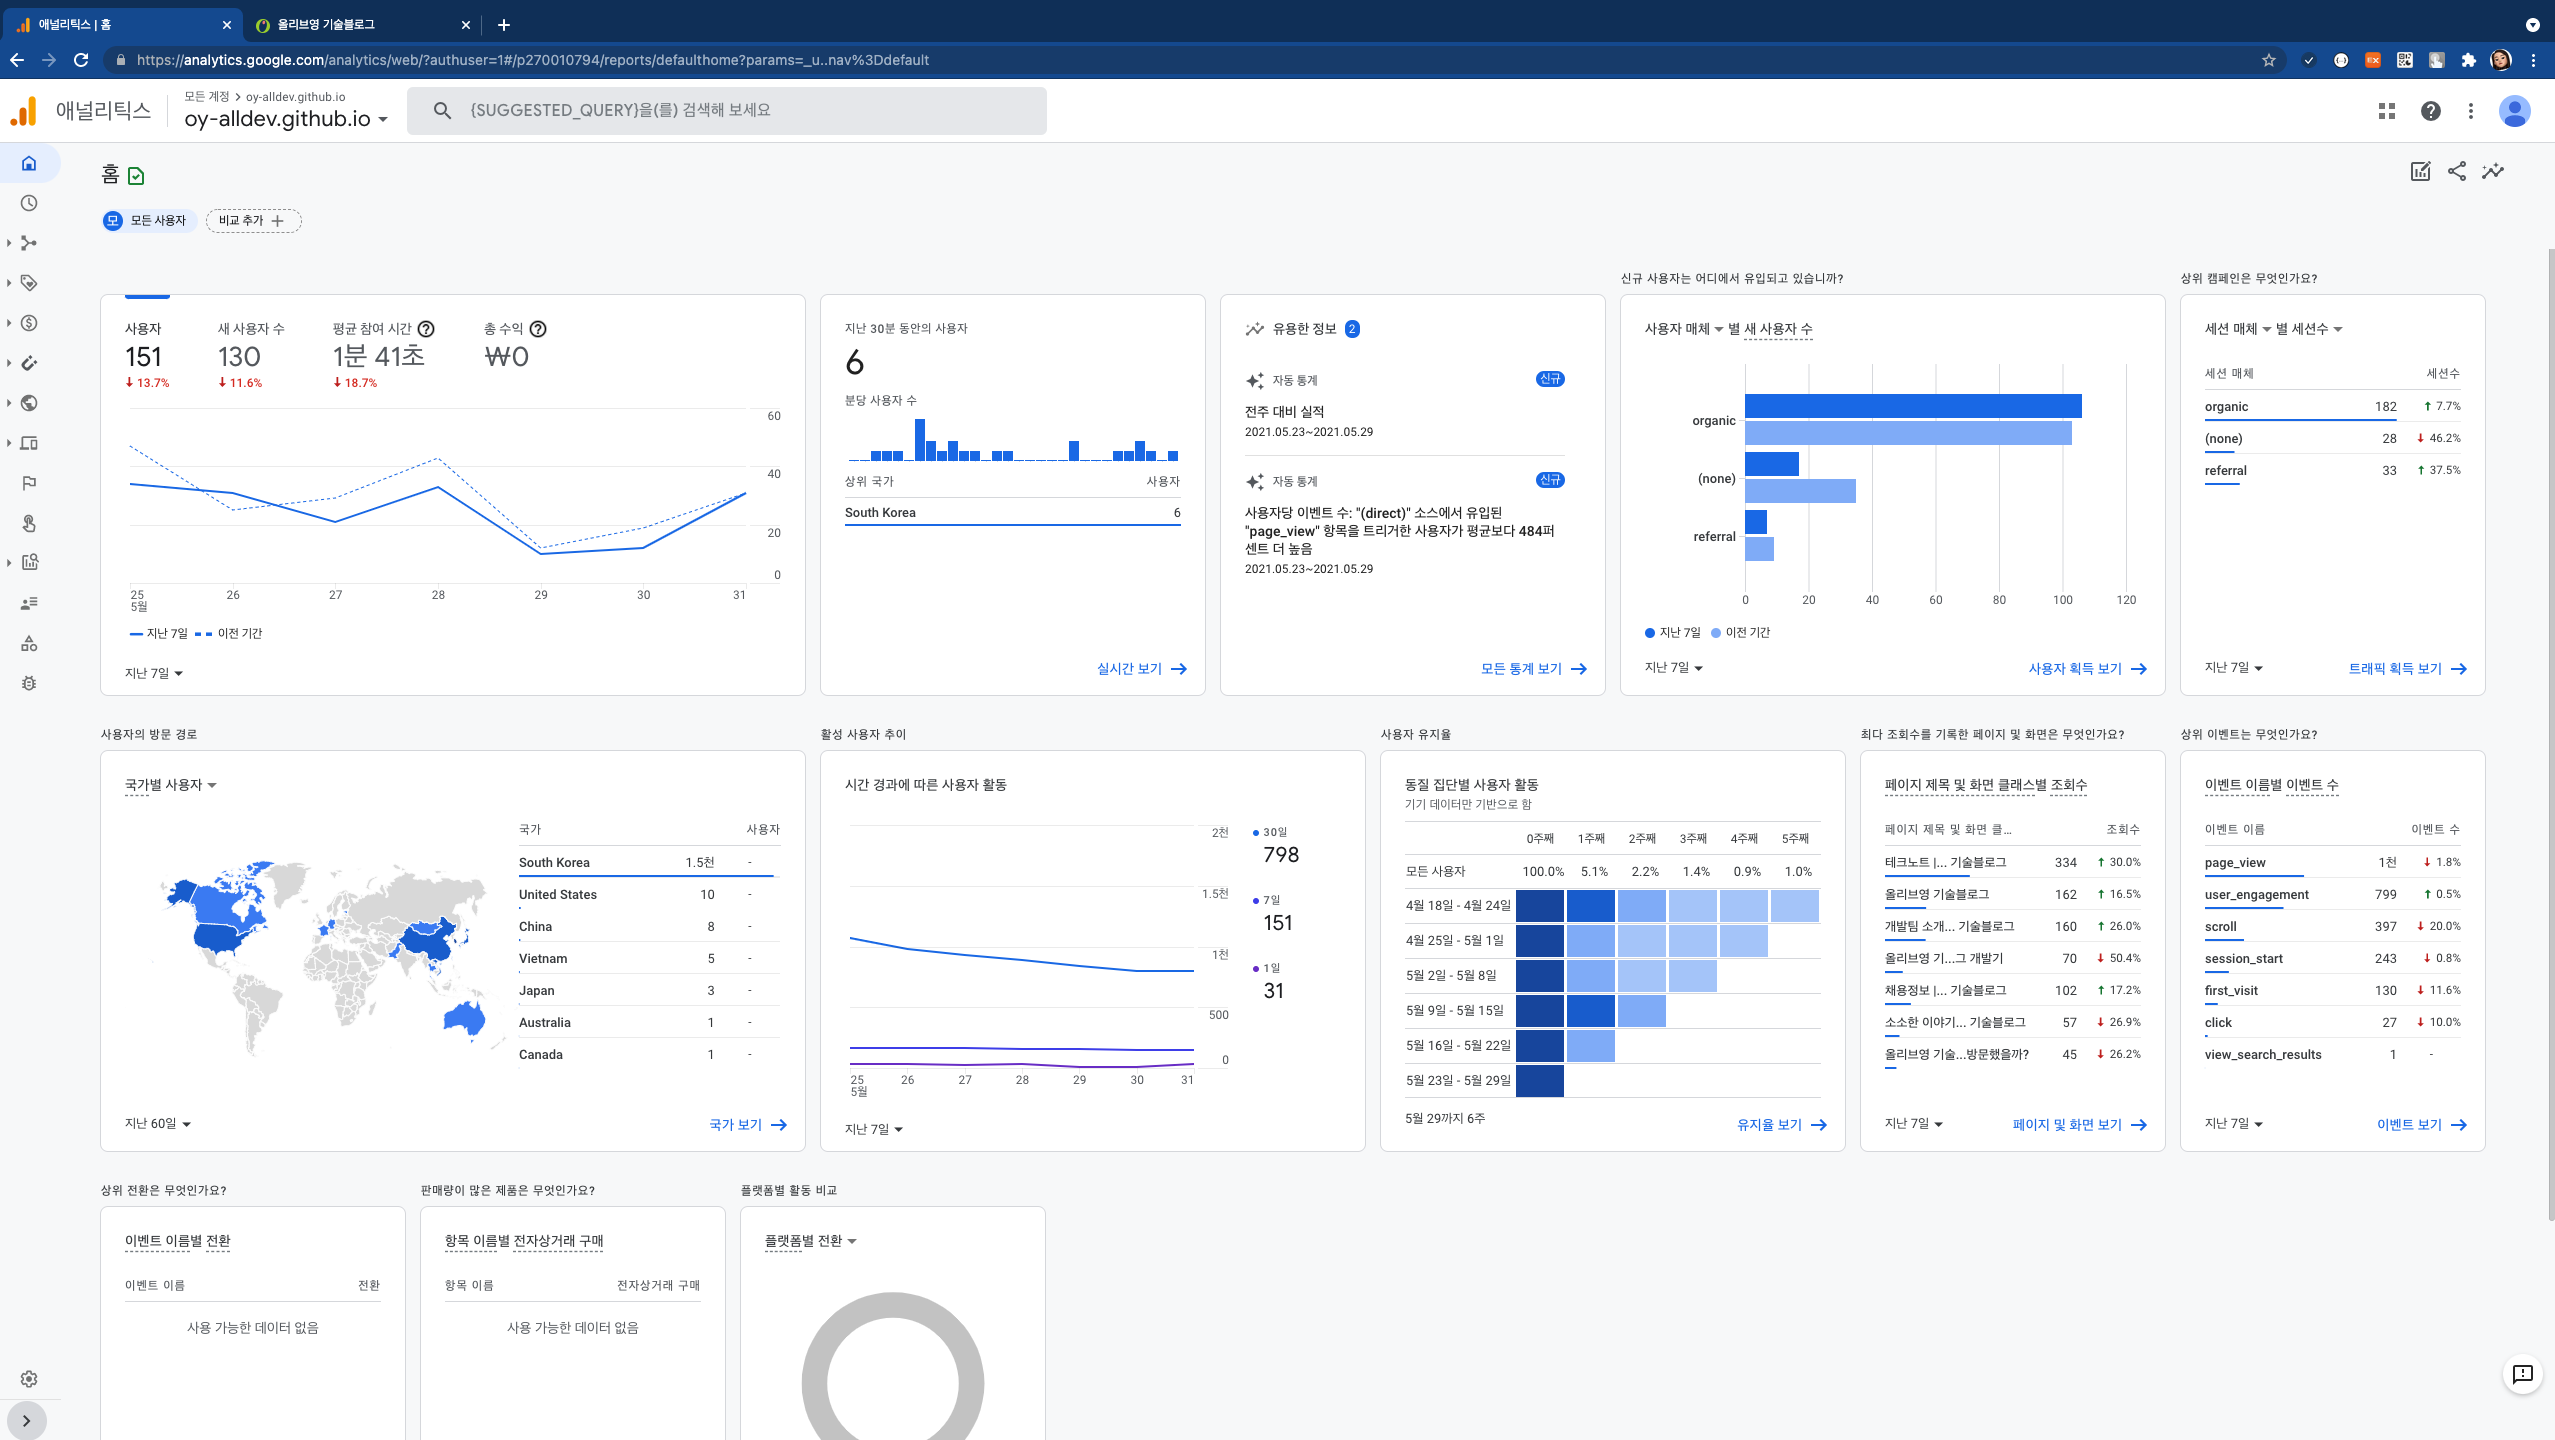 애널리틱스 | 홈
올리브영 기술블로그
https://analytics.google.com/analytics/web/?authuser=1#/p270010794/reports/defaulthome?params=_u..nav%3Ddefault
애널리틱스
모든 계정 > oy-alldev.github.io
oy-alldev.github.io
{SUGGESTED_QUERY}을(를) 검색해 보세요
홈
모 모든 사용자
비교 추가 +
사용자 새 사용자 수 평균 참여 시간 총 수익
151 130 1분 41초 ₩0
13.7% 11.6% 18.7%
60
40
20
0
25 26 27 28 29 30 31
5월
지난 7일 이전 기간
지난 7일
지난 30분 동안의 사용자
6
분당 사용자 수
상위 국가 사용자
South Korea 6
실시간 보기
유용한 정보 2
자동 통계 신규
전주 대비 실적
2021.05.23~2021.05.29
자동 통계 신규
사용자당 이벤트 수: "(direct)" 소스에서 유입된
"page_view" 항목을 트리거한 사용자가 평균보다 484퍼
센트 더 높음
2021.05.23~2021.05.29
모든 통계 보기
신규 사용자는 어디에서 유입되고 있습니까?
사용자 매체 별 새 사용자 수
organic
(none)
referral
0 20 40 60 80 100 120
지난 7일 이전 기간
지난 7일
사용자 획득 보기
상위 캠페인은 무엇인가요?
세션 매체 별 세션수
세션 매체 세션수
organic 182 7.7%
(none) 28 46.2%
referral 33 37.5%
지난 7일
트래픽 획득 보기
사용자의 방문 경로
국가별 사용자
국가 사용자
South Korea 1.5천 -
United States 10 -
China 8 -
Vietnam 5 -
Japan 3 -
Australia 1 -
Canada 1 -
지난 60일
국가 보기
활성 사용자 추이
시간 경과에 따른 사용자 활동
2천
1.5천
1천
500
0
25 26 27 28 29 30 31
5월
30일
798
7일
151
1일
31
지난 7일
사용자 유지율
동질 집단별 사용자 활동
기기 데이터만 기반으로 함
0주째 1주째 2주째 3주째 4주째 5주째
모든 사용자 100.0% 5.1% 2.2% 1.4% 0.9% 1.0%
4월 18일 - 4월 24일
4월 25일 - 5월 1일
5월 2일 - 5월 8일
5월 9일 - 5월 15일
5월 16일 - 5월 22일
5월 23일 - 5월 29일
5월 29까지 6주
유지율 보기
최다 조회수를 기록한 페이지 및 화면은 무엇인가요?
페이지 제목 및 화면 클래스별 조회수
페이지 제목 및 화면 클... 조회수
테크노트 |... 기술블로그 334 30.0%
올리브영 기술블로그 162 16.5%
개발팀 소개... 기술블로그 160 26.0%
올리브영 기...그 개발기 70 50.4%
채용정보 |... 기술블로그 102 17.2%
소소한 이야기... 기술블로그 57 26.9%
올리브영 기술...방문했을까? 45 26.2%
지난 7일
페이지 및 화면 보기
상위 이벤트는 무엇인가요?
이벤트 이름별 이벤트 수
이벤트 이름 이벤트 수
page_view 1천 1.8%
user_engagement 799 0.5%
scroll 397 20.0%
session_start 243 0.8%
first_visit 130 11.6%
click 27 10.0%
view_search_results 1 -
지난 7일
이벤트 보기
상위 전환은 무엇인가요?
이벤트 이름별 전환
이벤트 이름 전환
사용 가능한 데이터 없음
판매량이 많은 제품은 무엇인가요?
항목 이름별 전자상거래 구매
항목 이름 전자상거래 구매
사용 가능한 데이터 없음
플랫폼별 활동 비교
플랫폼별 전환